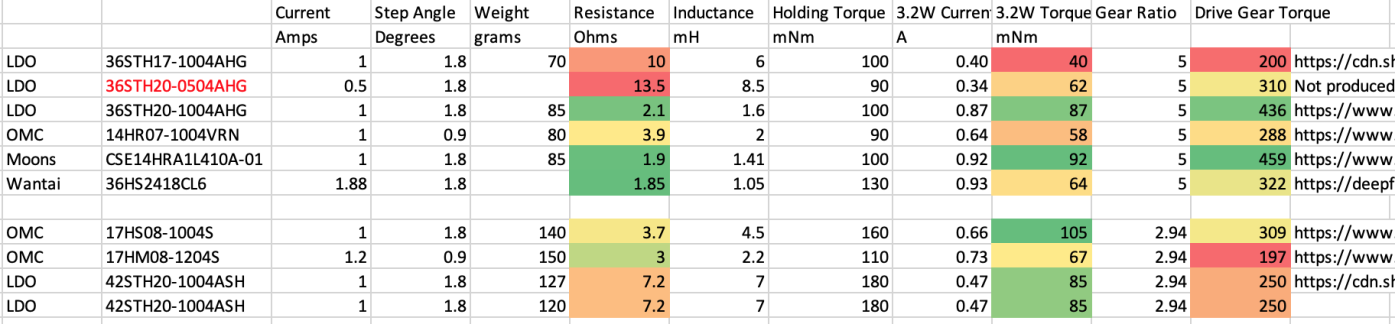 Current Step Angle Weight Resistance Inductance Holding Torque 3.2W Curren 3.2W Torque Gear Ratio Drive Gear Torque
Amps Degrees grams Ohms mH mNm A mNm
LDO 36STH17-1004AHG 1 1.8 70 10 6 100 0.40 40 5 200 https://cdn.sh
LDO 36STH20-0504AHG 0.5 1.8 13.5 8.5 90 0.34 62 5 310 Not produced
LDO 36STH20-1004AHG 1 1.8 85 2.1 1.6 100 0.87 87 5 436 https://www.
OMC 14HR07-1004VRN 1 0.9 80 3.9 2 90 0.64 58 5 288 https://www.
Moons CSE14HRA1L410A-01 1 1.8 85 1.9 1.41 100 0.92 92 5 459 https://www.
Wantai 36HS2418CL6 1.88 1.8 1.85 1.05 130 0.93 64 5 322 https://deepf
OMC 17HS08-1004S 1 1.8 140 3.7 4.5 160 0.66 105 2.94 309 https://www.
OMC 17HM08-1204S 1.2 0.9 150 3 2.2 110 0.73 67 2.94 197 https://www.
LDO 42STH20-1004ASH 1 1.8 127 7.2 7 180 0.47 85 2.94 250 https://cdn.sh
LDO 42STH20-1004ASH 1 1.8 120 7.2 7 180 0.47 85 2.94 250